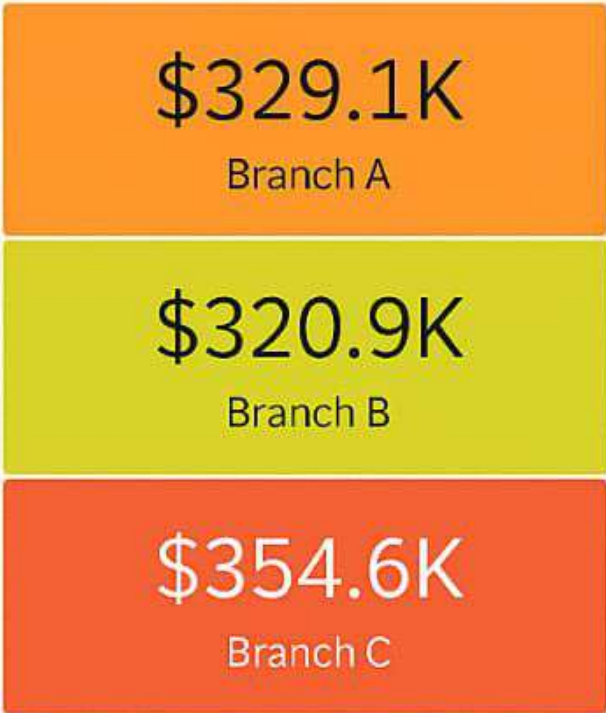 $329.1K
Branch A
$320.9K
Branch B
$354.6K
Branch C